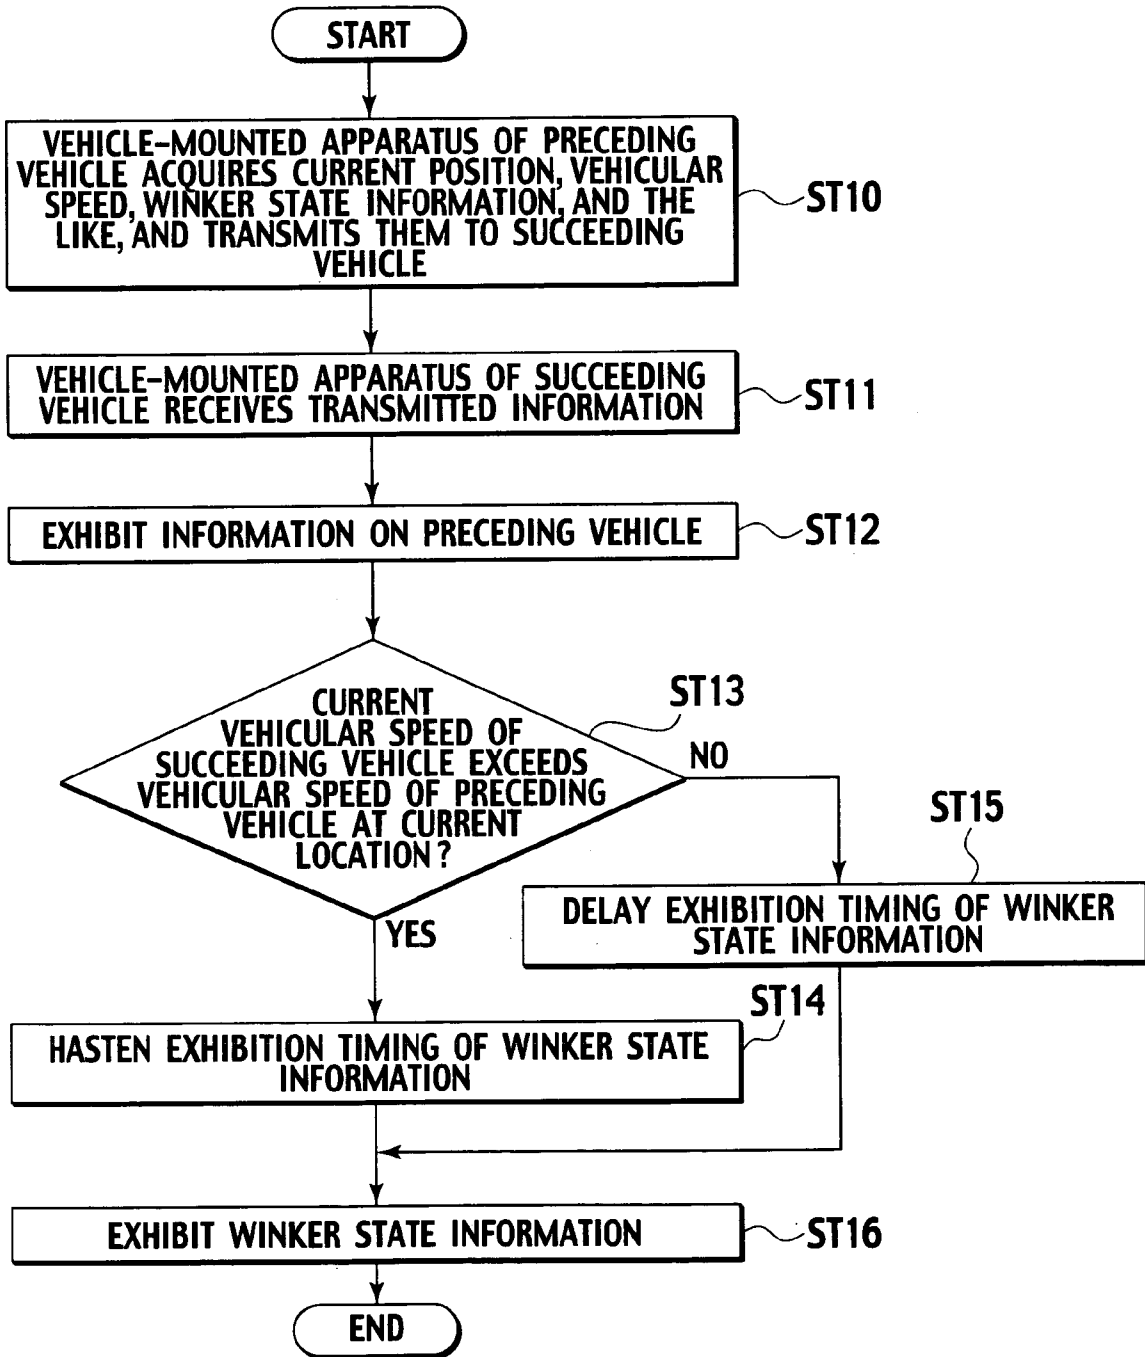 START
VEHICLE-MOUNTED APPARATUS OF PRECEDING
VEHICLE ACQUIRES CURRENT POSITION, VEHICULAR
SPEED, WINKER STATE INFORMATION, AND THE
LIKE, AND TRANSMITS THEM TO SUCCEEDING
VEHICLE
ST10
VEHICLE-MOUNTED APPARATUS OF SUCCEEDING
VEHICLE RECEIVES TRANSMITTED INFORMATION
ST11
EXHIBIT INFORMATION ON PRECEDING VEHICLE
ST12
CURRENT
VEHICULAR SPEED OF
SUCCEEDING VEHICLE EXCEEDS
VEHICULAR SPEED OF PRECEDING
VEHICLE AT CURRENT
LOCATION?
ST13
NO
YES
ST15
DELAY EXHIBITION TIMING OF WINKER
STATE INFORMATION
ST14
HASTEN EXHIBITION TIMING OF WINKER STATE
INFORMATION
EXHIBIT WINKER STATE INFORMATION
ST16
END